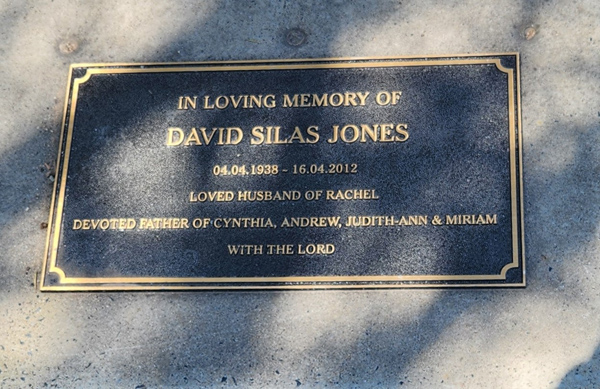 IN LOVING MEMORY OF
DAVID SILAS JONES
04.04.1938 - 16.04.2012
LOVED HUSBAND OF RACHEL
DEVOTED FATHER OF CYNTHIA, ANDREW, JUDITH-ANN & MIRIAM
WITH THE LORD